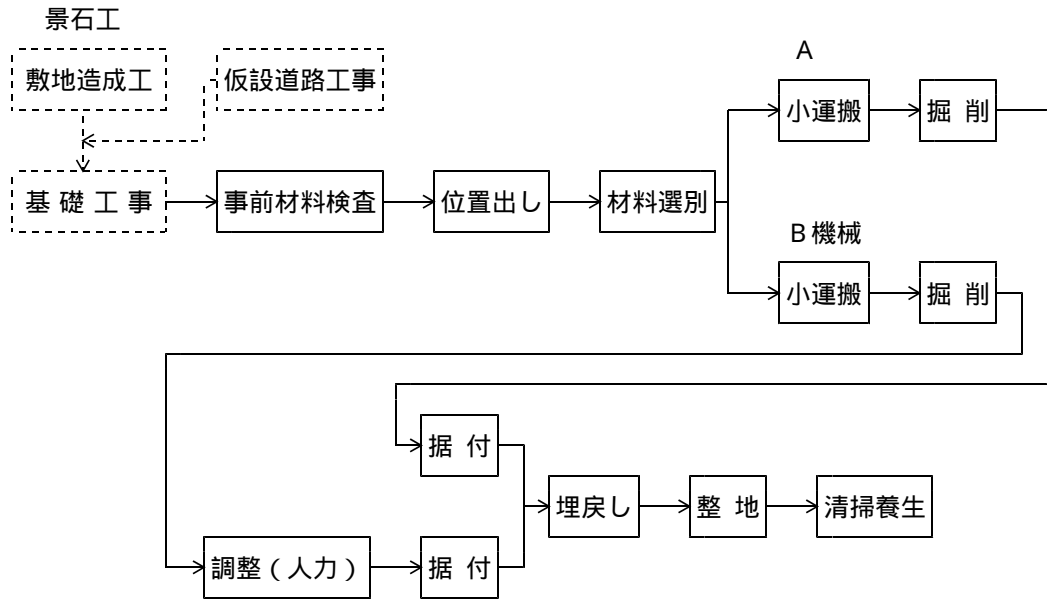 景石工
敷地造成工
仮設道路工事
A
小運搬
掘 削
基 礎 工 事
事前材料検査
位置出し
材料選別
B機械
小運搬
掘 削
据 付
埋戻し
整 地
清掃養生
調整(人力)
据 付